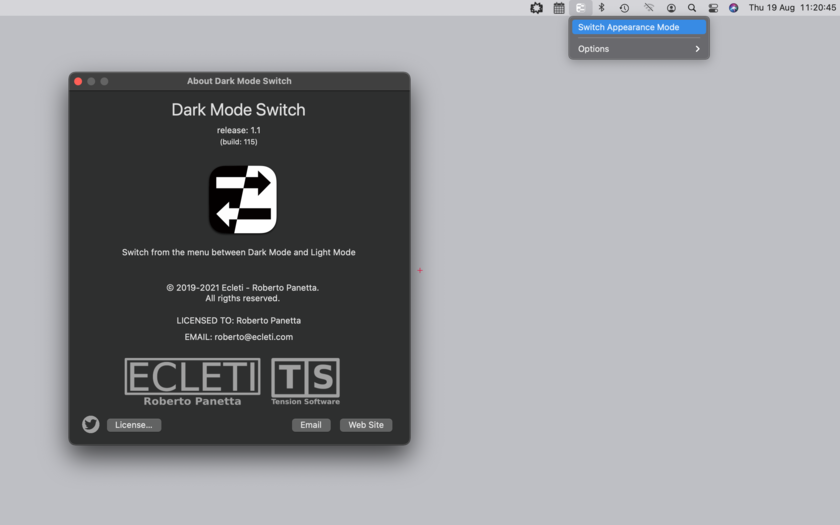 Thu 19 Aug 11:20:45
Switch Appearance Mode
Options
About Dark Mode Switch
Dark Mode Switch
release: 1.1
(build: 115)
Switch from the menu between Dark Mode and Light Mode
© 2019-2021 Ecleti - Roberto Panetta.
All rigths reserved.
LICENSED TO: Roberto Panetta
EMAIL: roberto@ecleti.com
ECLETI
Roberto Panetta
TS
Tension Software
License...
Email
Web Site